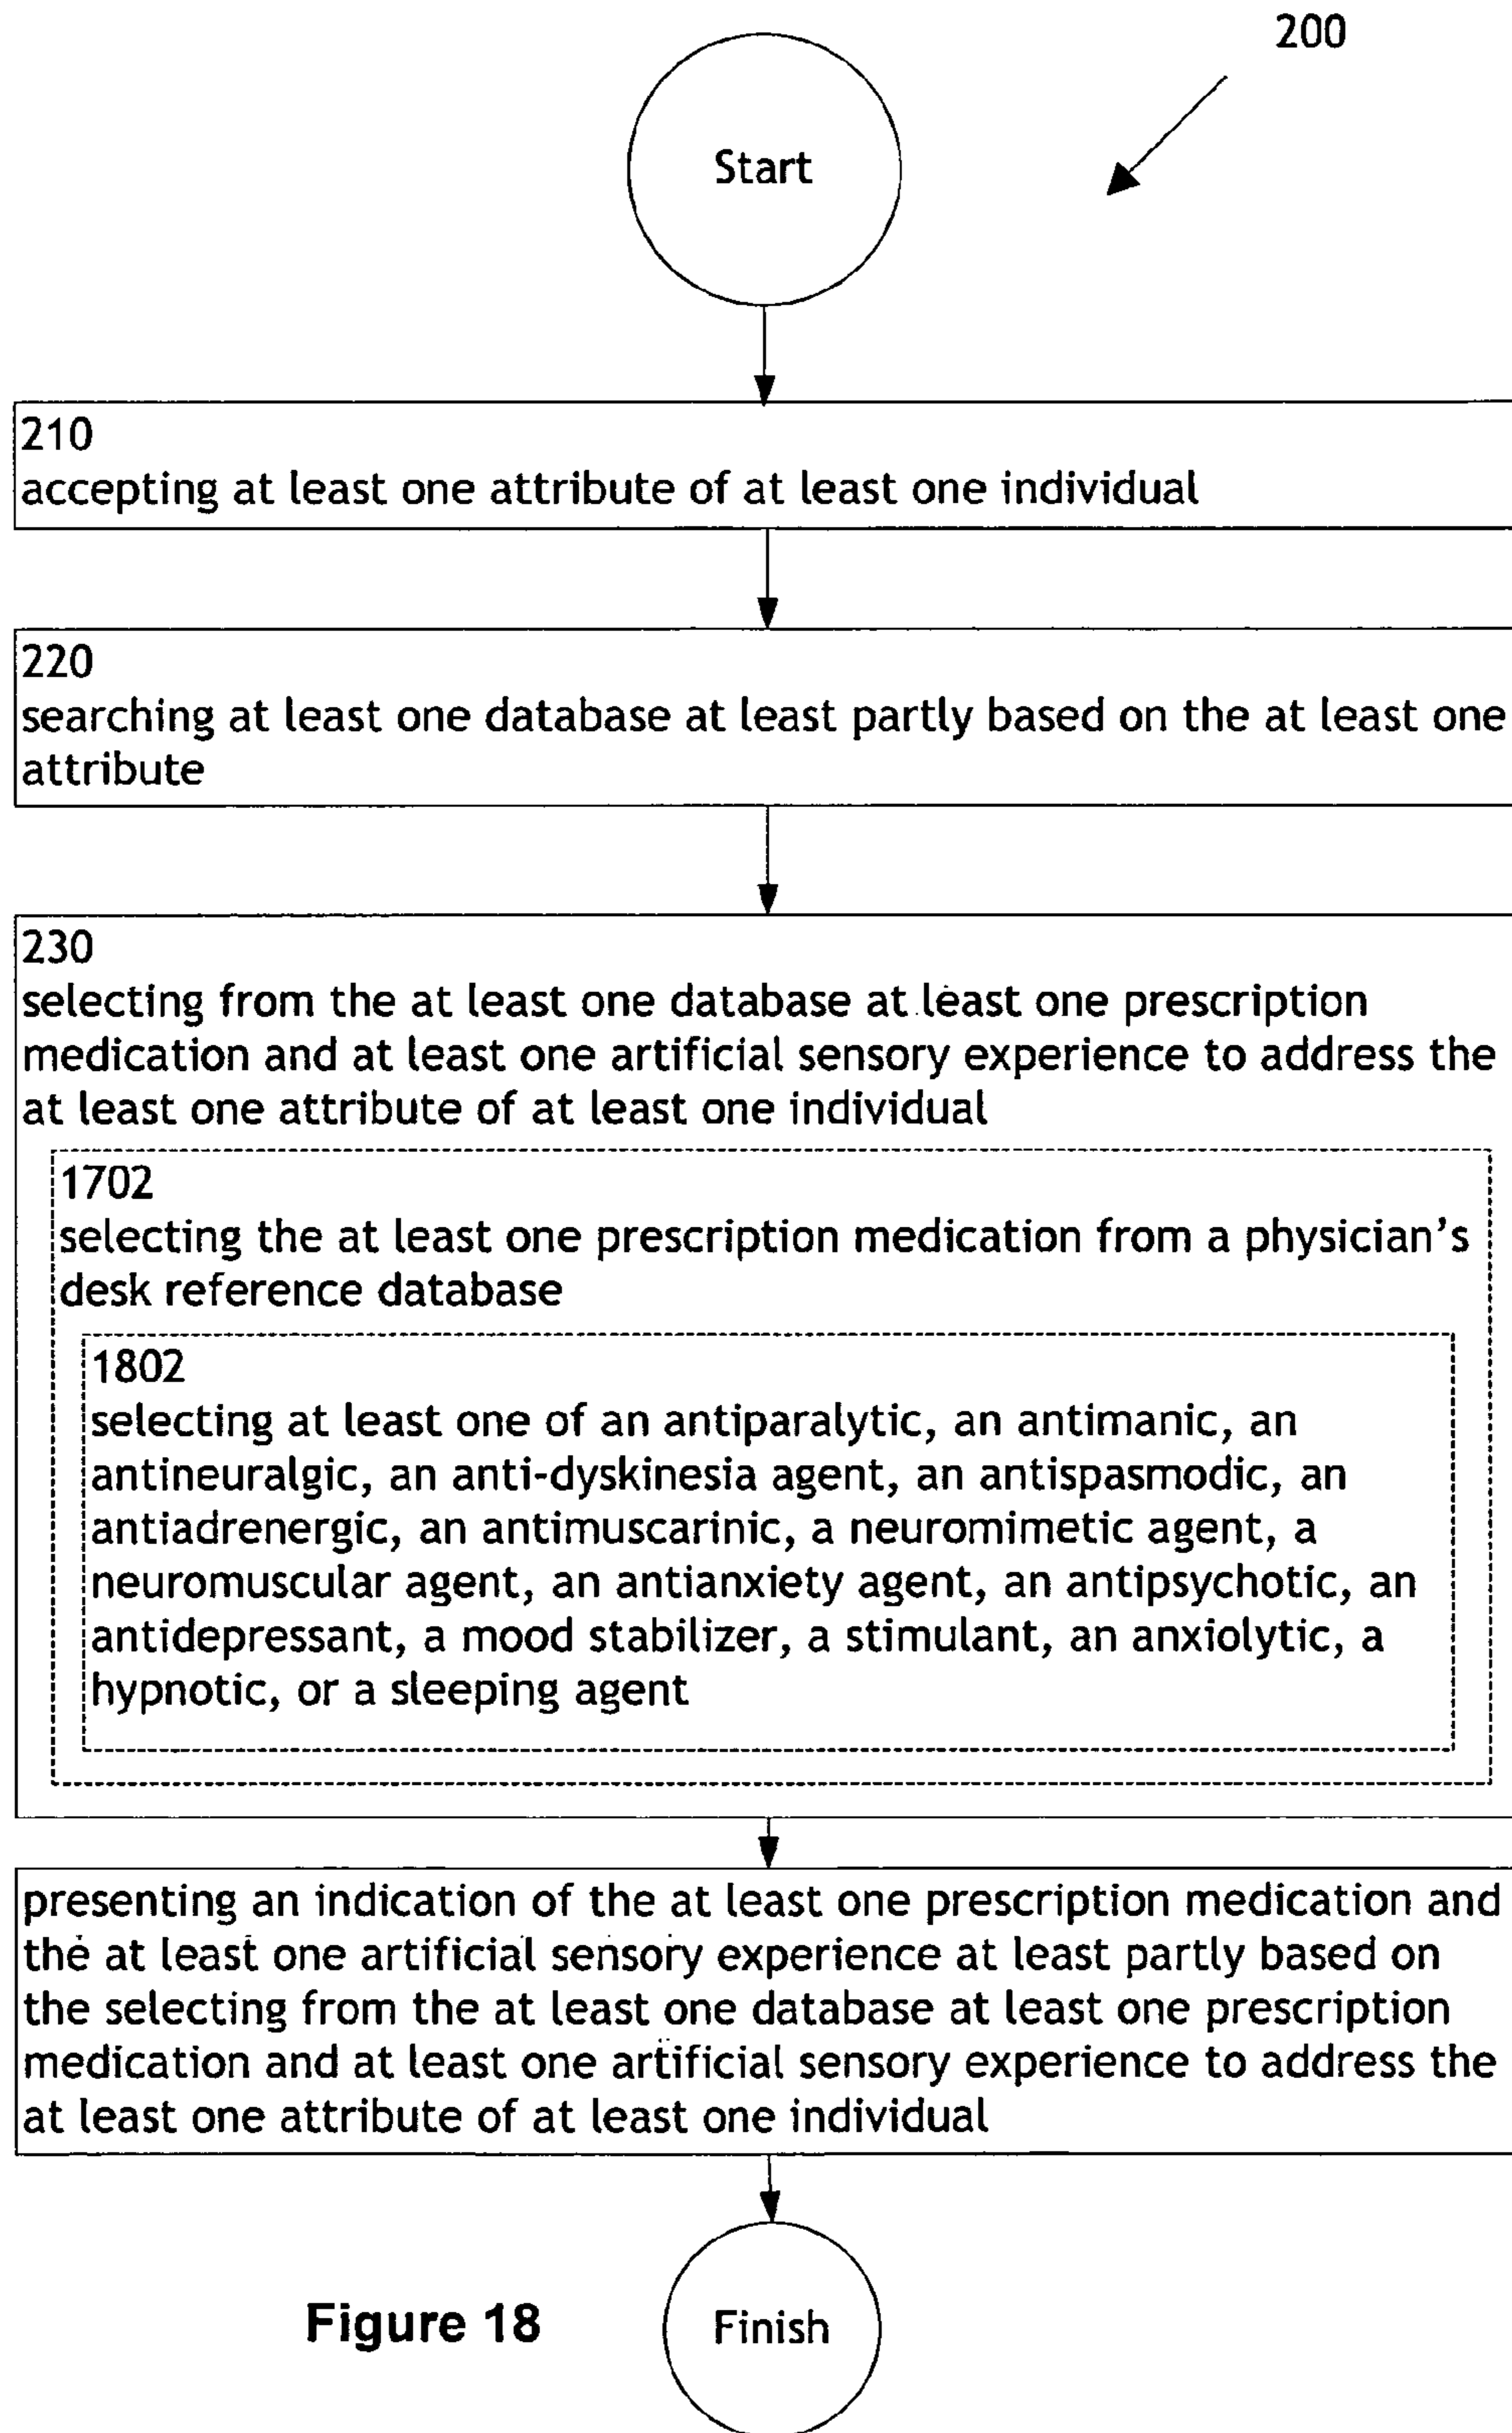 200
Start
210
accepting at least one attribute of at least one individual
220
searching at least one database at least partly based on the at least one
attribute
230
selecting from the at least one database at least one prescription
medication and at least one artificial sensory experience to address the
at least one attribute of at least one individual
1702
selecting the at least one prescription medication from a physician’s
desk reference database
1802
selecting at least one of an antiparalytic, an antimanic, an
antineuralgic, an anti-dyskinesia agent, an antispasmodic, an
antiadrenergic, an antimuscarinic, a neuromimetic agent, a
neuromuscular agent, an antianxiety agent, an antipsychotic, an
antidepressant, a mood stabilizer, a stimulant, an anxiolytic, a
hypnotic, or a sleeping agent
presenting an indication of the at least one prescription medication and
the at least one artificial sensory experience at least partly based on
the selecting from the at least one database at least one prescription
medication and at least one artificial sensory experience to address the
at least one attribute of at least one individual
Figure 18
Finish